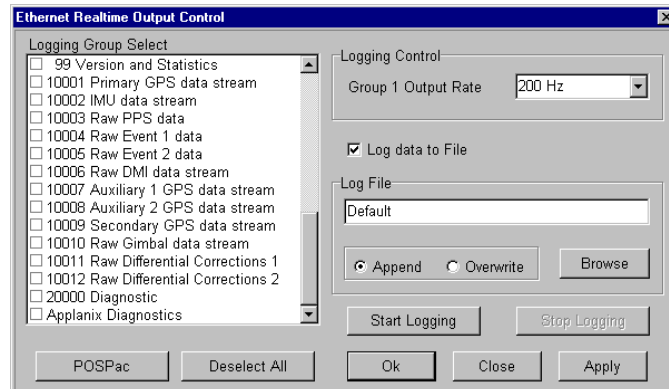 Ethernet Realtime Output Control
Logging Group Select
99 Version and Statistics
10001 Primary GPS data stream
10002 IMU data stream
10003 Raw PPS data
10004 Raw Event 1 data
10005 Raw Event 2 data
10006 Raw DMI data stream
10007 Auxiliary 1 GPS data stream
10008 Auxiliary 2 GPS data stream
10009 Secondary GPS data stream
10010 Raw Gimbal data stream
10011 Raw Differential Corrections 1
10012 Raw Differential Corrections 2
20000 Diagnostic
Applanix Diagnostics
Logging Control
Group 1 Output Rate 200 Hz
Log data to File
Log File
Default
Append Overwrite Browse
Start Logging Stop Logging
POSPac Deselect All Ok Close Apply